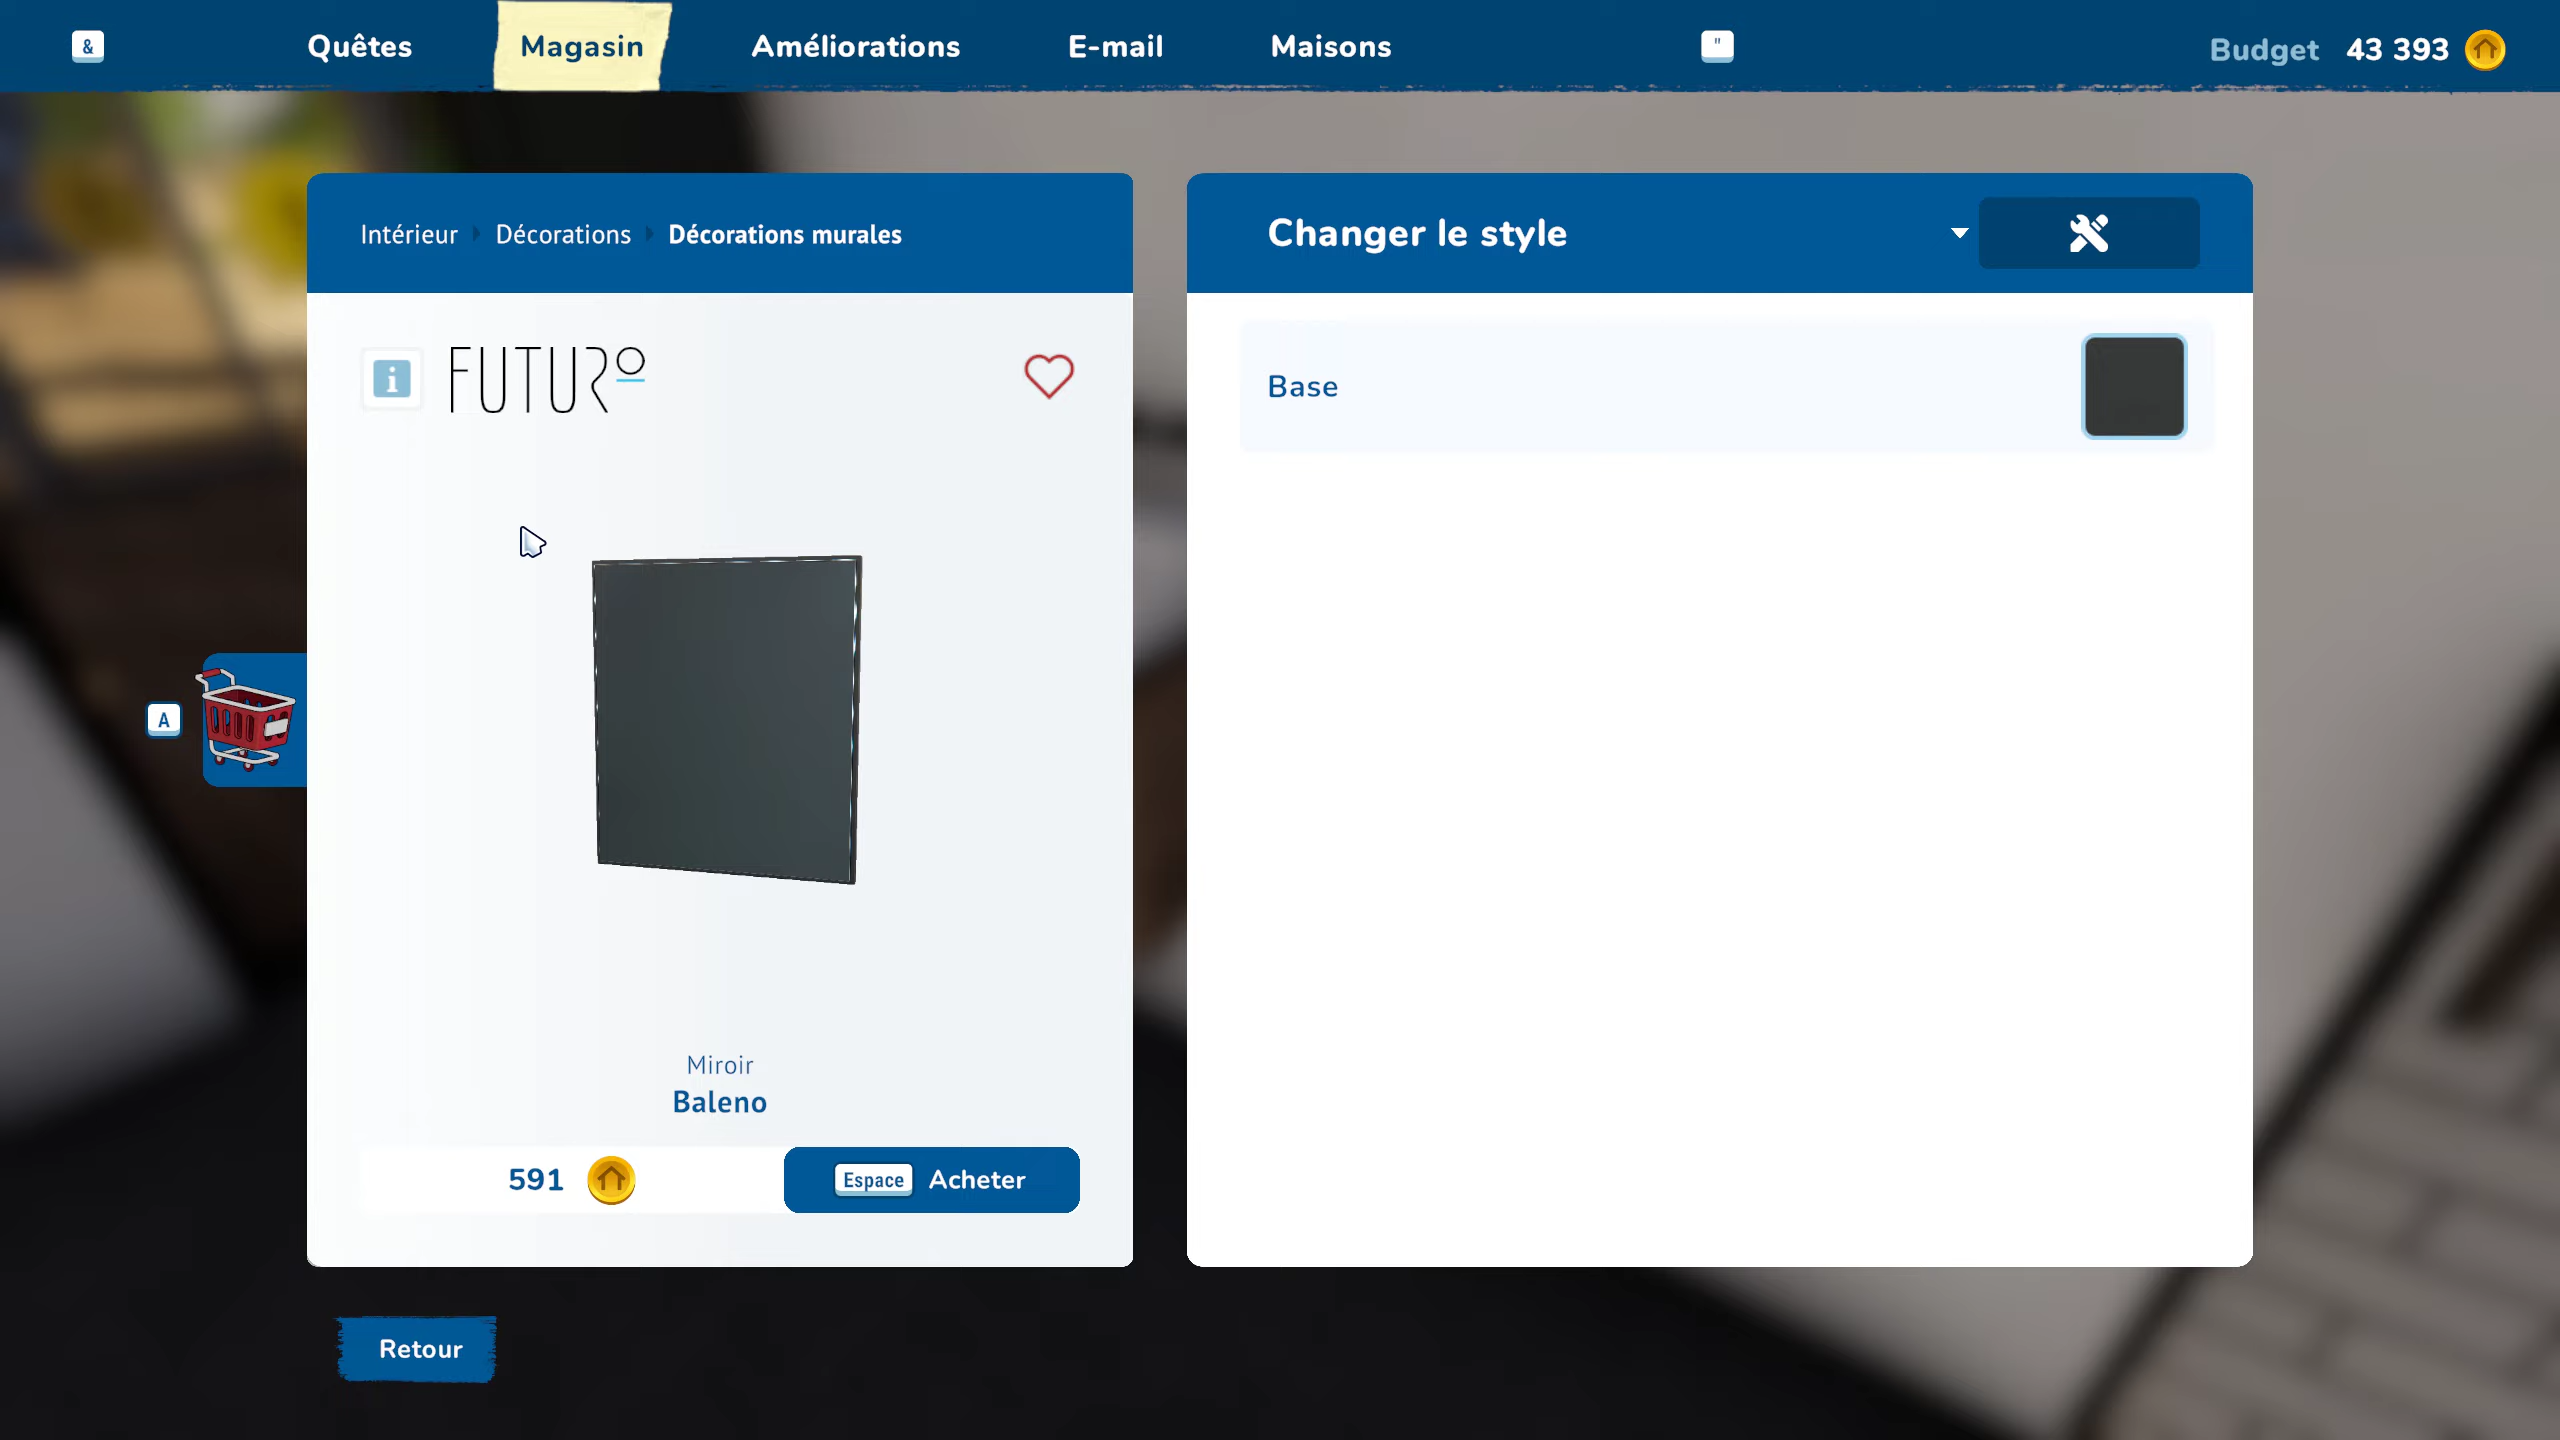 & Quêtes Magasin Améliorations E-mail Maisons " Budget 43 393
Intérieur Décorations Décorations murales
FUTURO
Miroir
Baleno
591 Espace Acheter
A
Retour
Changer le style
Base